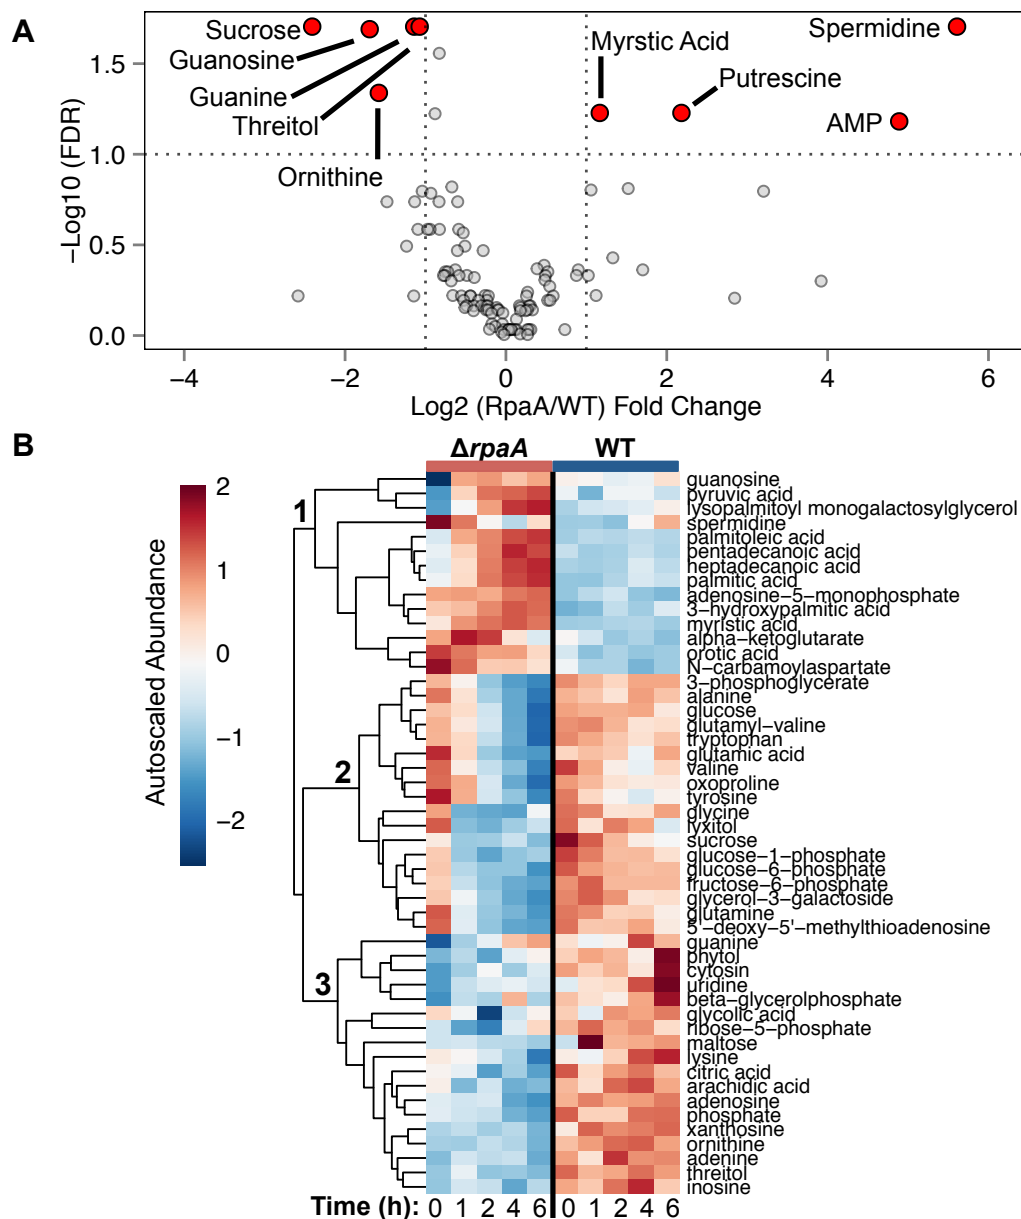 A
Sucrose
Guanosine
Guanine
Threitol
Ornithine
Myrstic Acid
Putrescine
Spermidine
AMP
−Log10 (FDR)
1.5
1.0
0.5
0.0
−4 −2 0 2 4 6
Log2 (RpaA/WT) Fold Change
B
ΔrpaA WT
Autoscaled Abundance
2
1
0
−1
−2
1
2
3
guanosine
pyruvic acid
lysopalmitoyl monogalactosylglycerol
spermidine
palmitoleic acid
pentadecanoic acid
heptadecanoic acid
palmitic acid
adenosine−5−monophosphate
3−hydroxypalmitic acid
myristic acid
alpha−ketoglutarate
orotic acid
N−carbamoylaspartate
3−phosphoglycerate
alanine
glucose
glutamyl−valine
tryptophan
glutamic acid
valine
oxoproline
tyrosine
glycine
lyxitol
sucrose
glucose−1−phosphate
glucose−6−phosphate
fructose−6−phosphate
glycerol−3−galactoside
glutamine
5'−deoxy−5'−methylthioadenosine
guanine
phytol
cytosin
uridine
beta−glycerolphosphate
glycolic acid
ribose−5−phosphate
maltose
lysine
citric acid
arachidic acid
adenosine
phosphate
xanthosine
ornithine
adenine
threitol
inosine
Time (h): 0 1 2 4 6 0 1 2 4 6